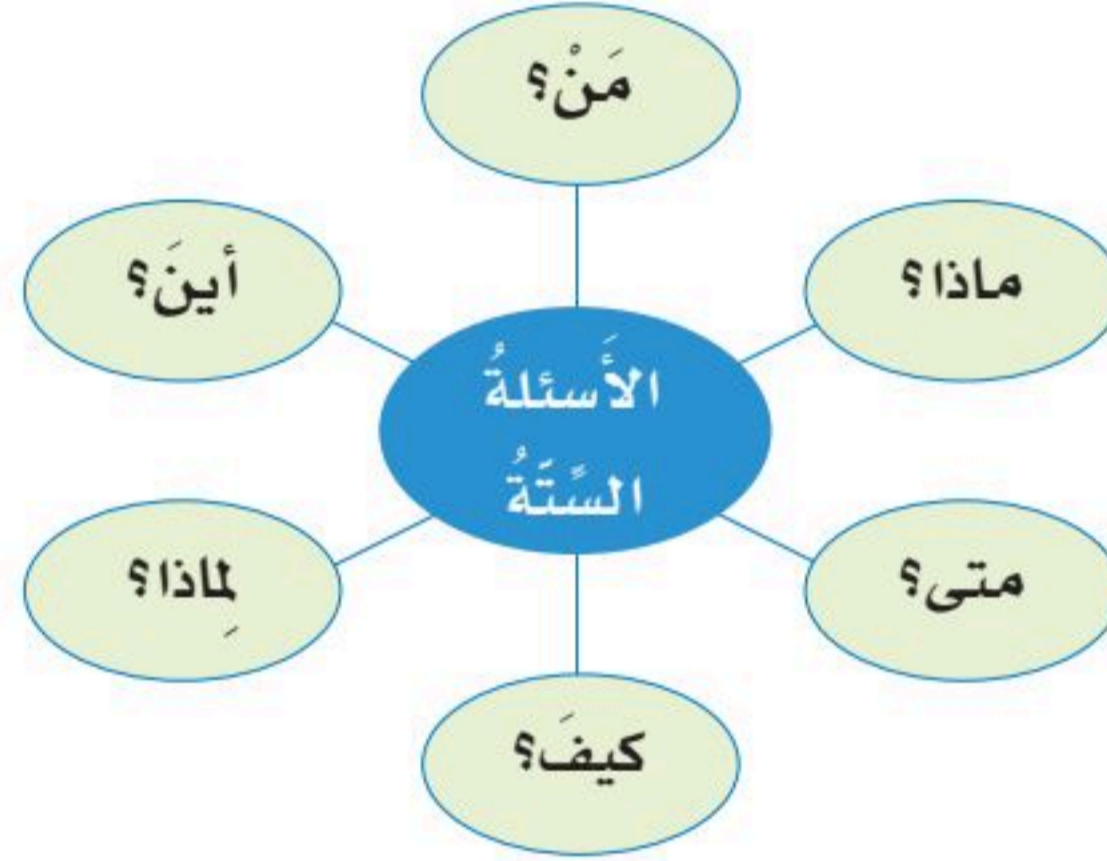 مَنْ؟
ماذا؟
أينَ؟
الأَسئلةُ
السِّتَّةُ
متى؟
لِماذا؟
كيفَ؟